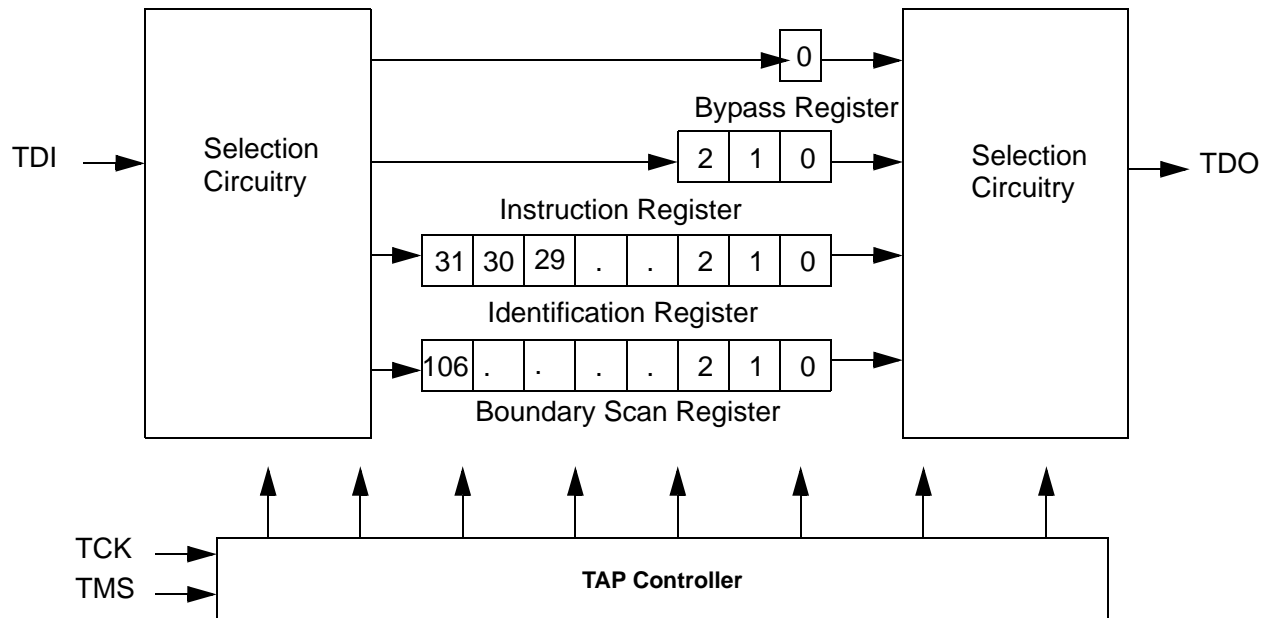 0
Bypass Register
TDI
Selection
Circuitry
2 1 0
Selection
Circuitry
TDO
Instruction Register
31 30 29 . . 2 1 0
Identification Register
106 . . . . 2 1 0
Boundary Scan Register
TCK
TMS
TAP Controller